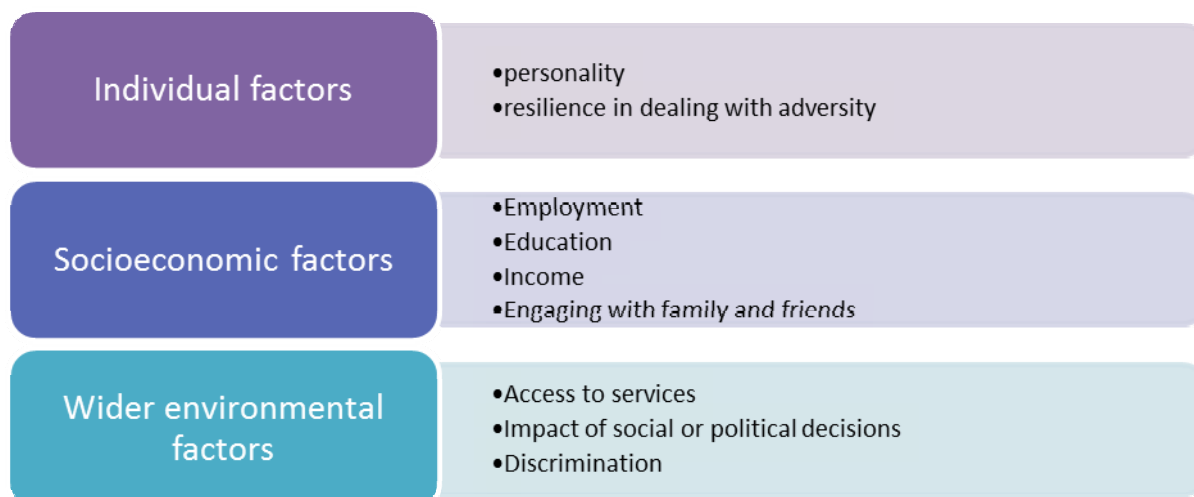 Individual factors
•personality
•resilience in dealing with adversity
Socioeconomic factors
•Employment
•Education
•Income
•Engaging with family and friends
Wider environmental
factors
•Access to services
•Impact of social or political decisions
•Discrimination